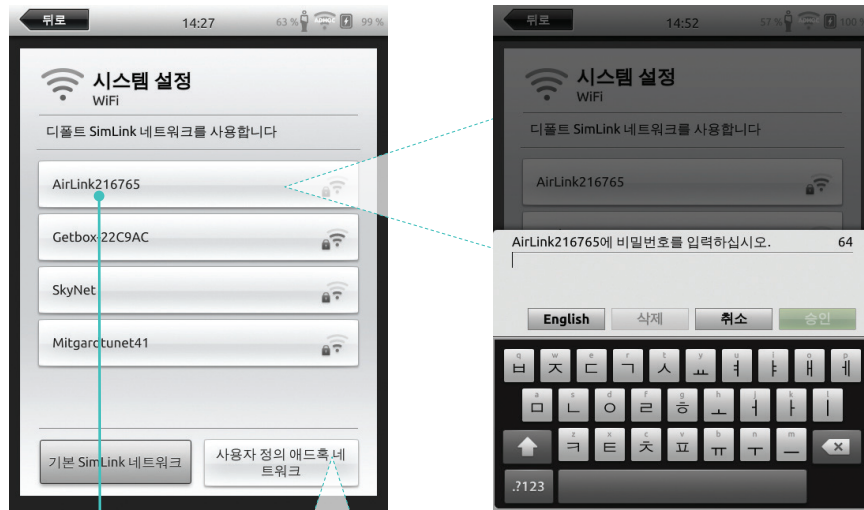 뒤로 14:27 63 % 99 %
시스템 설정
WiFi
디폴트 SimLink 네트워크를 사용합니다
AirLink216765
Getbox-22C9AC
SkyNet
Mitgardtunet41
기본 SimLink 네트워크
사용자 정의 애드혹 네
트워크
뒤로 14:52 57 % 100 %
시스템 설정
WiFi
디폴트 SimLink 네트워크를 사용합니다
AirLink216765
AirLink216765에 비밀번호를 입력하십시오. 64
English 삭제 취소 승인
q w e r t y u i o p
ㅂ ㅈ ㄷ ㄱ ㅅ ㅛ ㅕ ㅑ ㅐ ㅔ
a s d f g h j k l
ㅁ ㄴ ㅇ ㄹ ㅎ ㅗ ㅓ ㅏ ㅣ
z x c v b n m
ㅋ ㅌ ㅊ ㅍ ㅠ ㅜ ㅡ
.?123